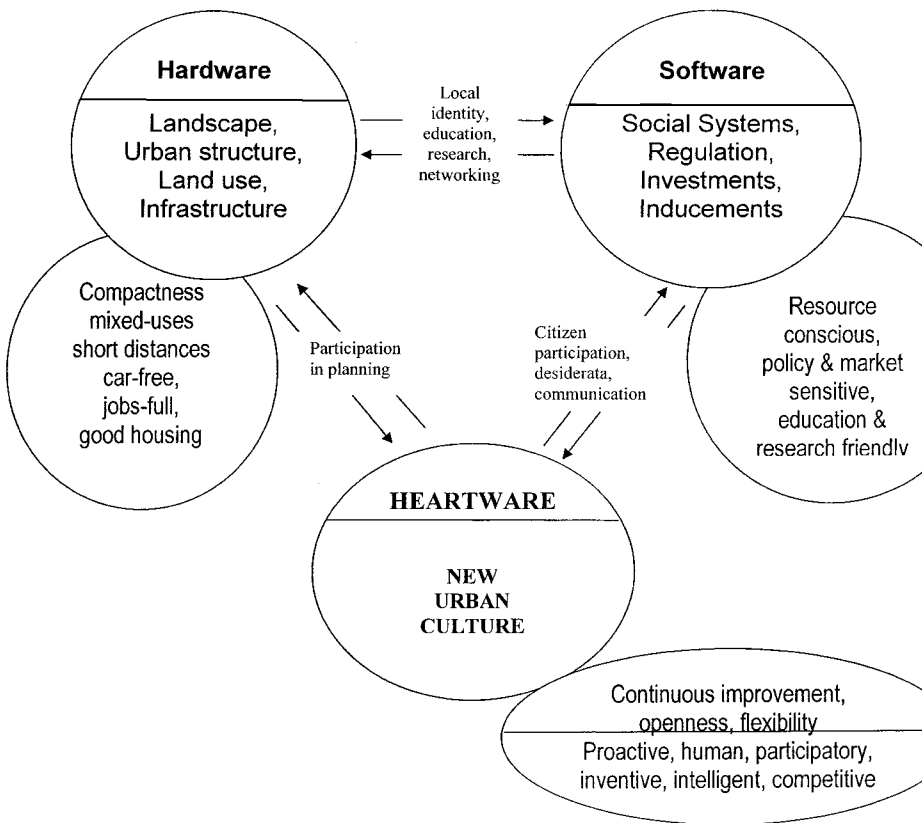 Hardware
Landscape,
Urban structure,
Land use,
Infrastructure
Local
identity,
education,
research,
networking
Software
Social Systems,
Regulation,
Investments,
Inducements
Compactness
mixed-uses
short distances
car-free,
jobs-full,
good housing
Participation
in planning
Citizen
participation,
desiderata,
communication
Resource
conscious,
policy & market
sensitive,
education &
research friendly
HEARTWARE
NEW
URBAN
CULTURE
Continuous improvement,
openness, flexibility
Proactive, human, participatory,
inventive, intelligent, competitive